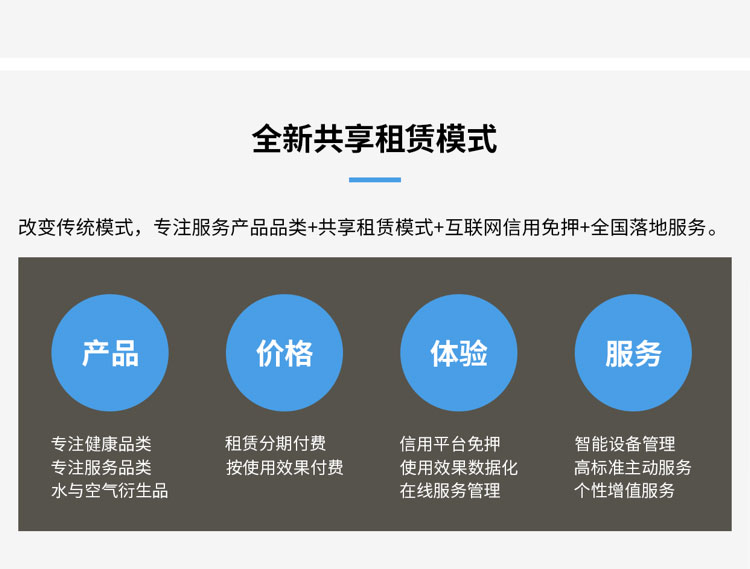 全新共享租赁模式
改变传统模式，专注服务产品品类+共享租赁模式+互联网信用免押+全国落地服务。
产品
专注健康品类
专注服务品类
水与空气衍生品
价格
租赁分期付费
按使用效果付费
体验
信用平台免押
使用效果数据化
在线服务管理
服务
智能设备管理
高标准主动服务
个性增值服务